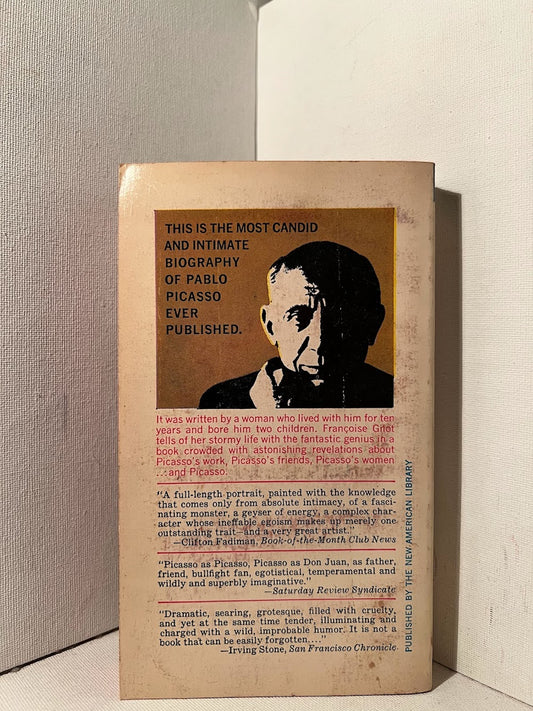 THIS IS THE MOST CANDID
AND INTIMATE
BIOGRAPHY
OF PABLO
PICASSO
EVER
PUBLISHED.
It was written by a woman who lived with him for ten
years and bore him two children. Françoise Gilot
tells of her stormy life with the fantastic genius in a
book crowded with astonishing revelations about
Picasso's work, Picasso's friends, Picasso's women
...and Picasso.
"A full-length portrait, painted with the knowledge
that comes only from absolute intimacy, of a fasci-
nating monster, a geyser of energy, a complex char-
acter whose ineffable egoism makes up merely one
outstanding trait—and a very great artist."
—Clifton Fadiman, Book-of-the-Month Club News
"Picasso as Picasso, Picasso as Don Juan, as father,
friend, bullfight fan, egotistical, temperamental and
wildly and superbly imaginative."
—Saturday Review Syndicate
"Dramatic, searing, grotesque, filled with cruelty,
and yet at the same time tender, illuminating and
charged with a wild, improbable humor. It is not a
book that can be easily forgotten...."
—Irving Stone, San Francisco Chronicle
PUBLISHED BY THE NEW AMERICAN LIBRARY